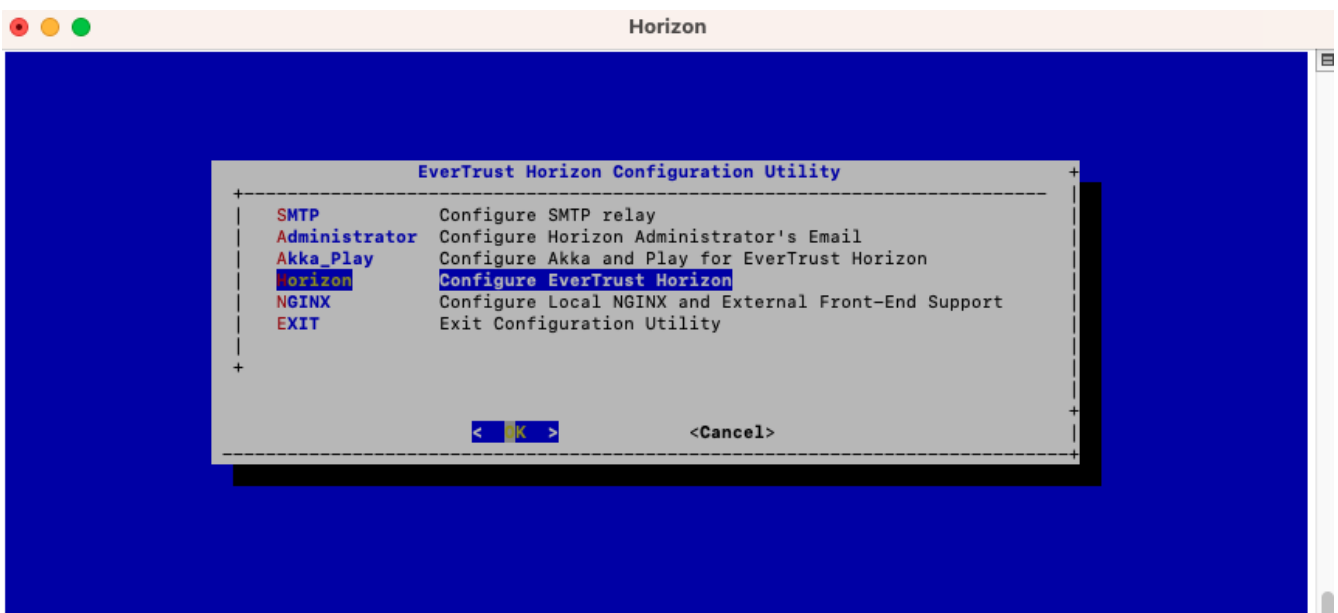 Horizon
EverTrust Horizon Configuration Utility
SMTP Configure SMTP relay
Administrator Configure Horizon Administrator's Email
Akka_Play Configure Akka and Play for EverTrust Horizon
Horizon Configure EverTrust Horizon
NGINX Configure Local NGINX and External Front-End Support
EXIT Exit Configuration Utility
< OK > <Cancel>